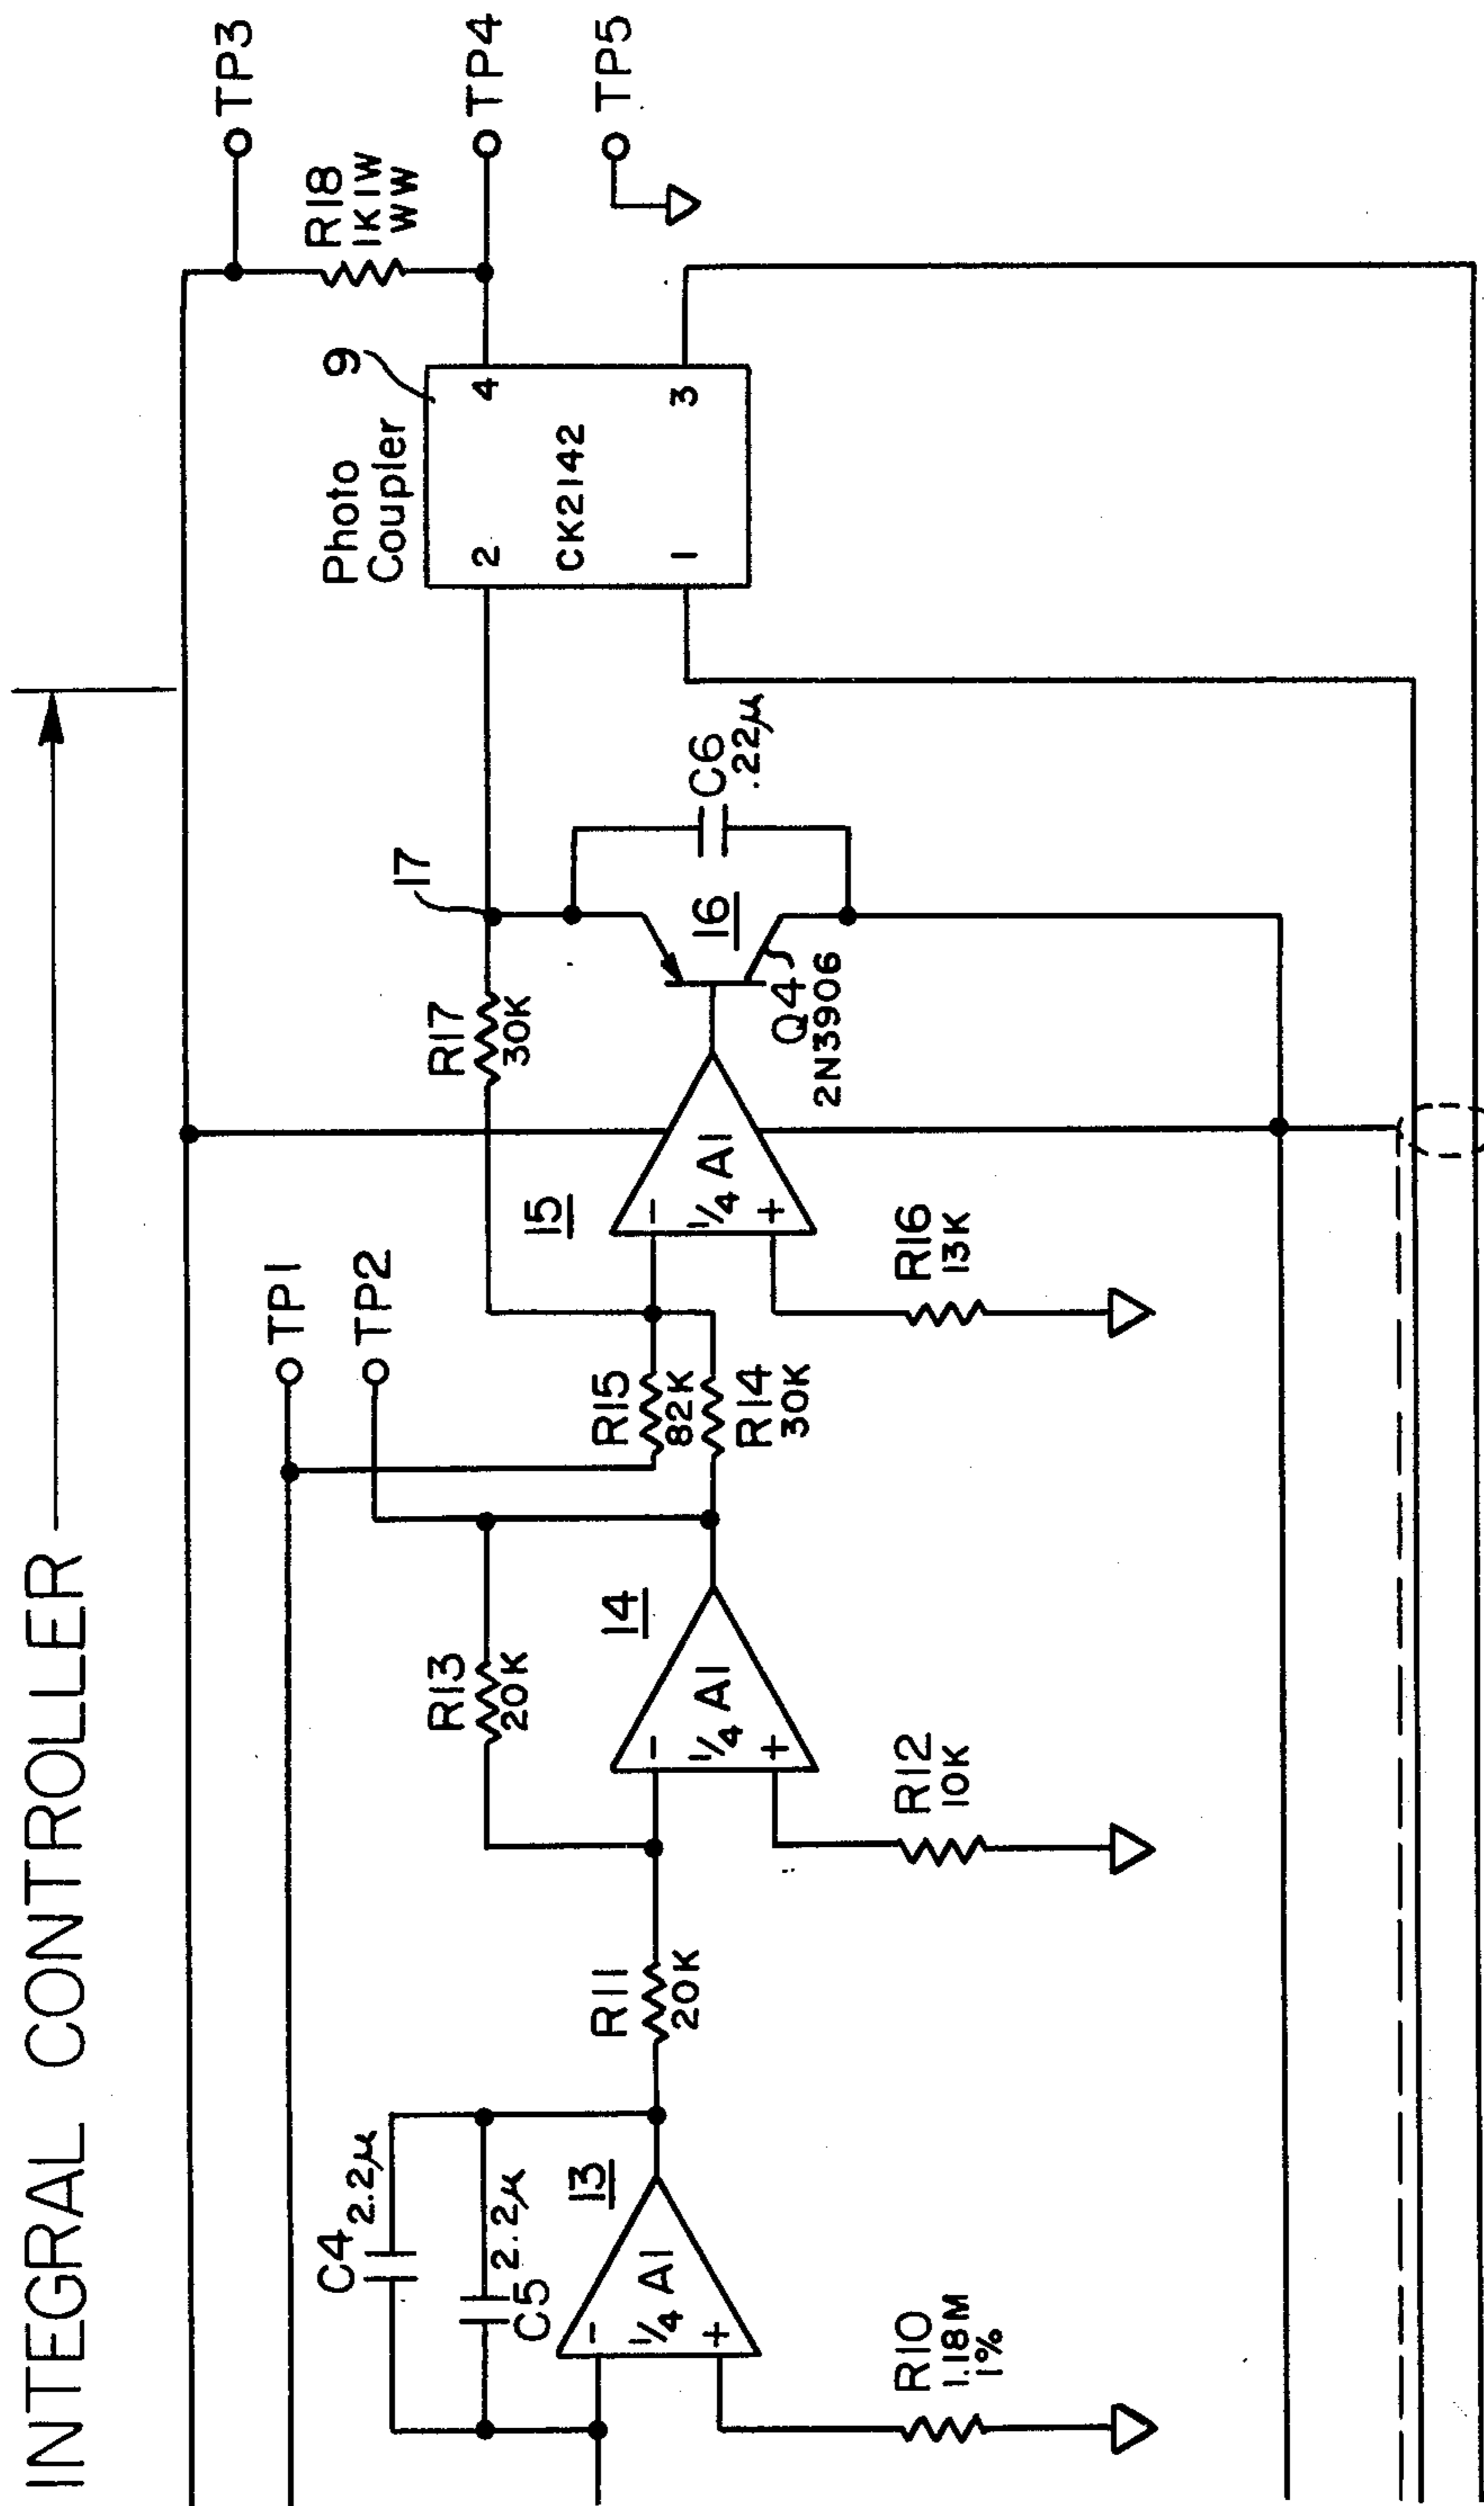 INTEGRAL CONTROLLER
C4
2.2µ
2.2µ
C5
13
1/4 A1
-
+
R10
1.18M
1%
R11
20K
R13
20K
14
1/4 A1
-
+
R12
10K
TP1
TP2
R15
82K
R14
30K
15
1/4 A1
-
+
R16
13K
R17
30K
17
16
Q4
2N3906
C6
.22µ
Photo
Coupler
9
2
4
CK2142
1
3
R18
1K1W
WW
TP3
TP4
TP5